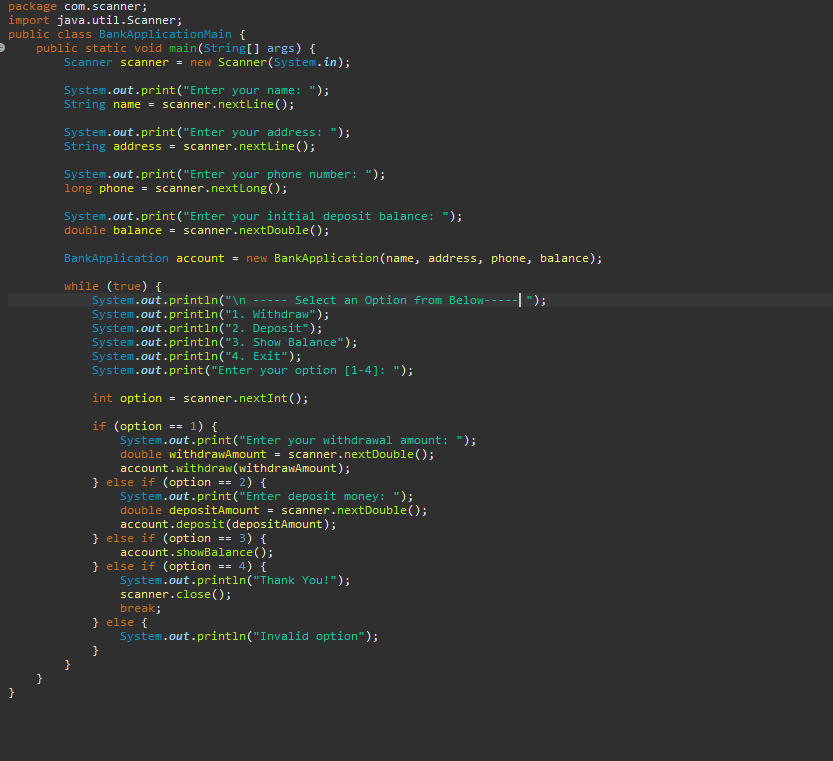 package com.scanner;
import java.util.Scanner;
public class BankApplicationMain {
    public static void main(String[] args) {
        Scanner scanner = new Scanner(System.in);

        System.out.print("Enter your name: ");
        String name = scanner.nextLine();

        System.out.print("Enter your address: ");
        String address = scanner.nextLine();

        System.out.print("Enter your phone number: ");
        long phone = scanner.nextLong();

        System.out.print("Enter your initial deposit balance: ");
        double balance = scanner.nextDouble();

        BankApplication account = new BankApplication(name, address, phone, balance);

        while (true) {
            System.out.println("\n ----- Select an Option from Below----- ");
            System.out.println("1. Withdraw");
            System.out.println("2. Deposit");
            System.out.println("3. Show Balance");
            System.out.println("4. Exit");
            System.out.print("Enter your option [1-4]: ");

            int option = scanner.nextInt();

            if (option == 1) {
                System.out.print("Enter your withdrawal amount: ");
                double withdrawAmount = scanner.nextDouble();
                account.withdraw(withdrawAmount);
            } else if (option == 2) {
                System.out.print("Enter deposit money: ");
                double depositAmount = scanner.nextDouble();
                account.deposit(depositAmount);
            } else if (option == 3) {
                account.showBalance();
            } else if (option == 4) {
                System.out.println("Thank You!");
                scanner.close();
                break;
            } else {
                System.out.println("Invalid option");
            }
        }
    }
}